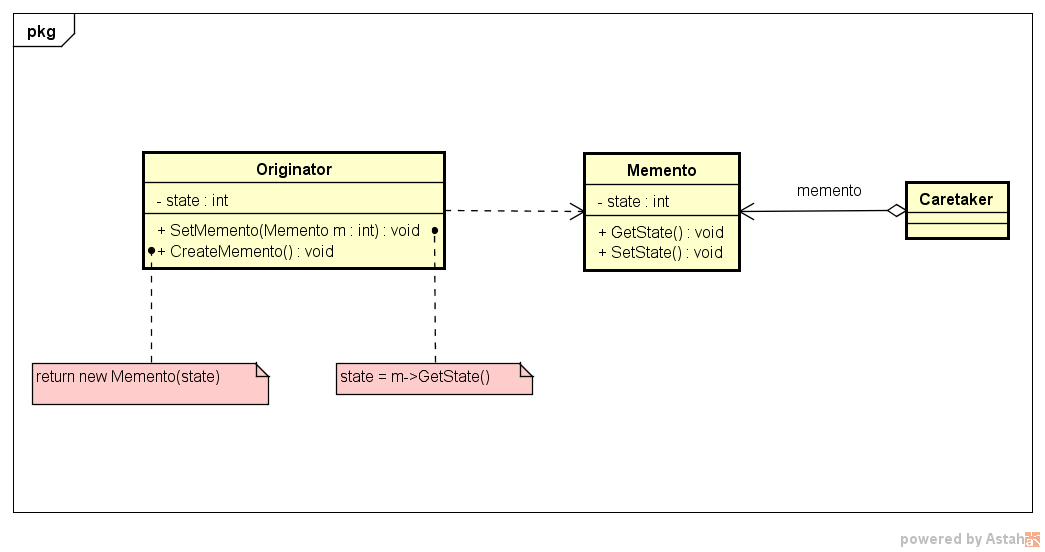 pkg
Originator
- state : int
+ SetMemento(Memento m : int) : void
+ CreateMemento() : void
Memento
- state : int
+ GetState() : void
+ SetState() : void
memento
Caretaker
return new Memento(state)
state = m->GetState()
powered by Astah